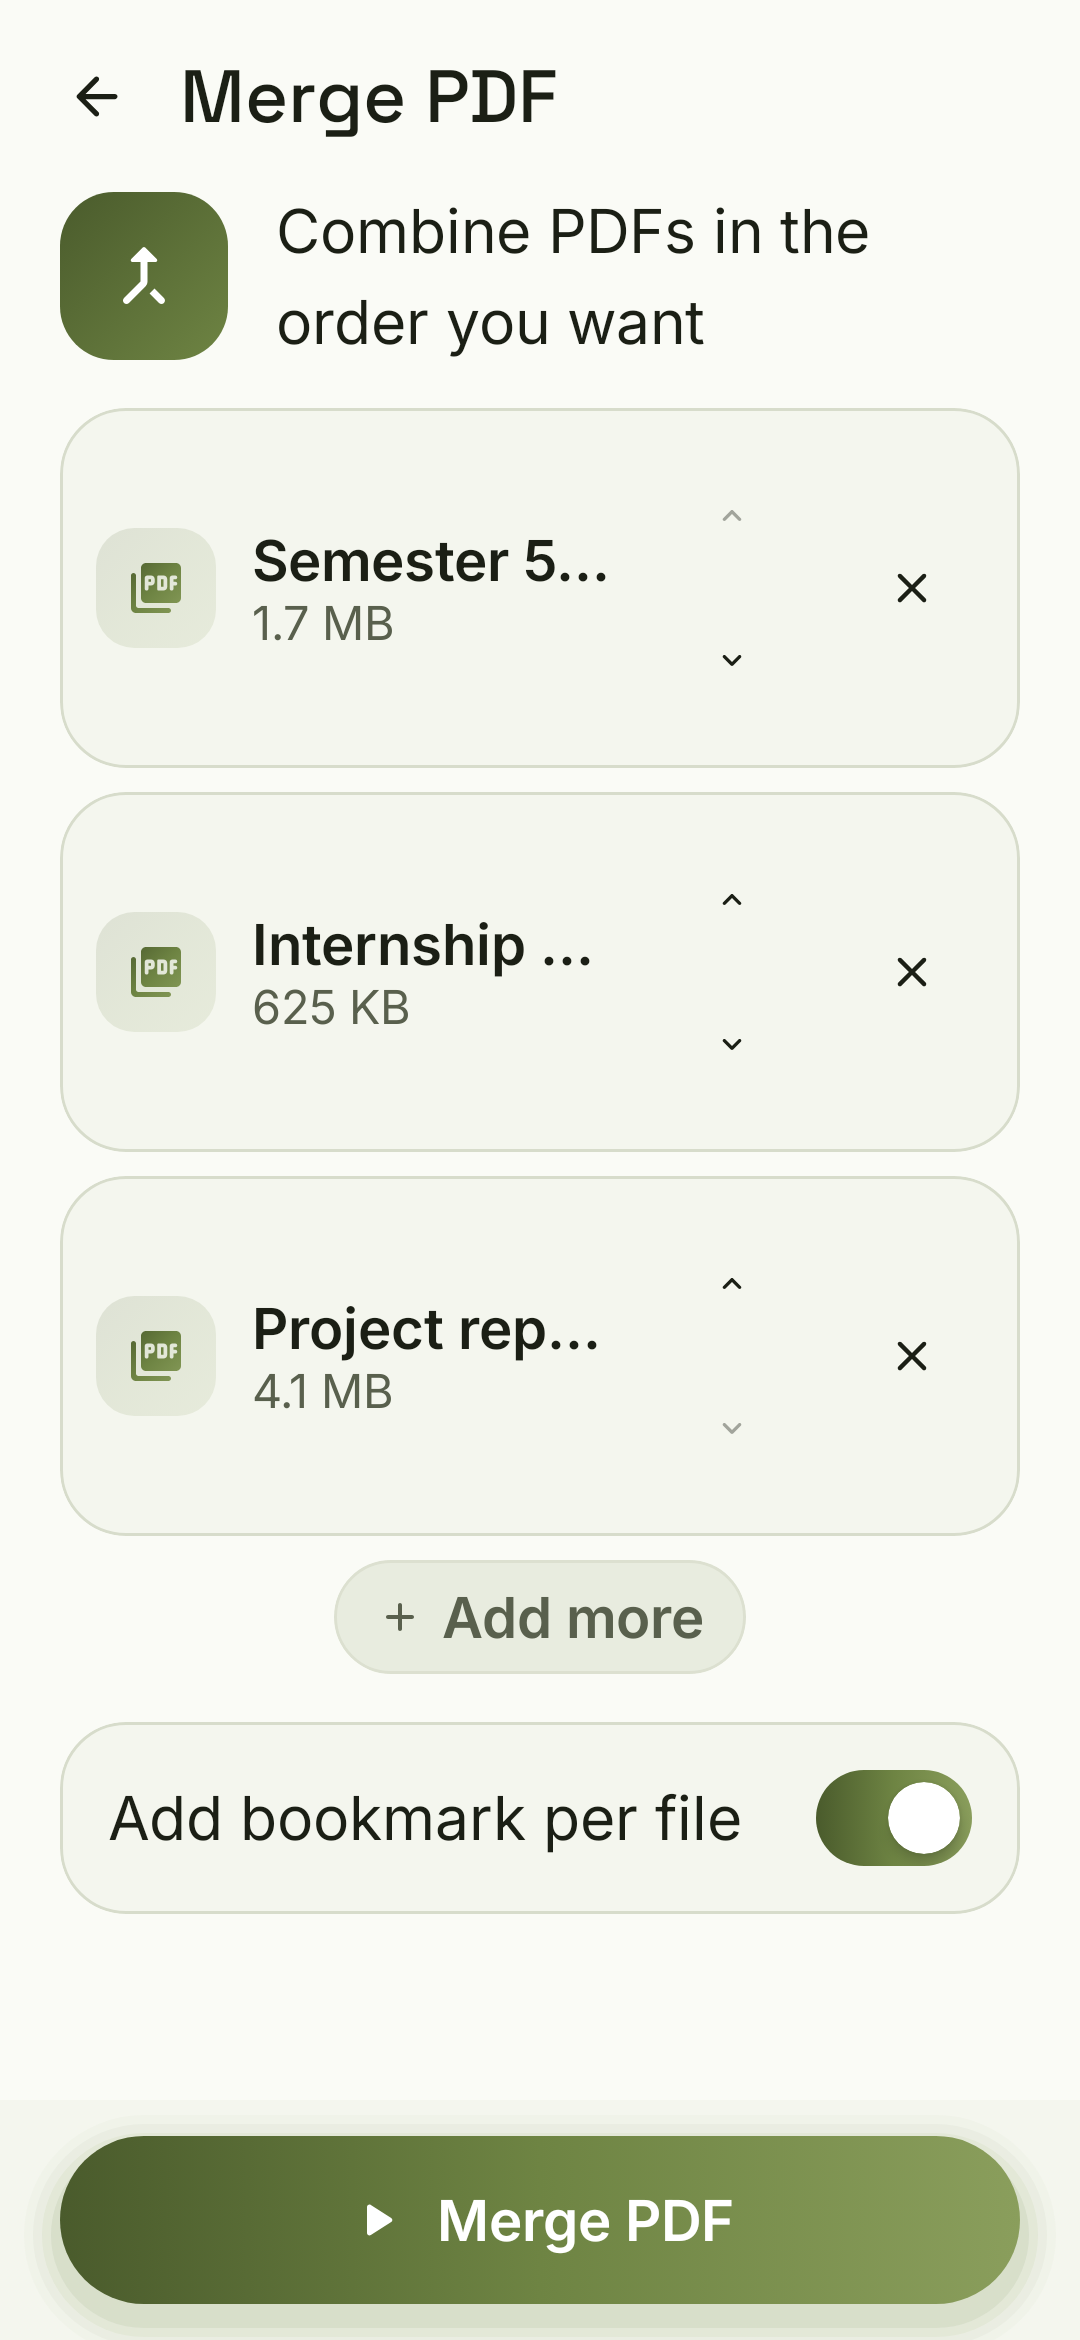 Merge PDF
Combine PDFs in the
order you want
PDF
Semester 5...
1.7 MB
PDF
Internship ...
625 KB
PDF
Project rep...
4.1 MB
Add more
Add bookmark per file
Merge PDF